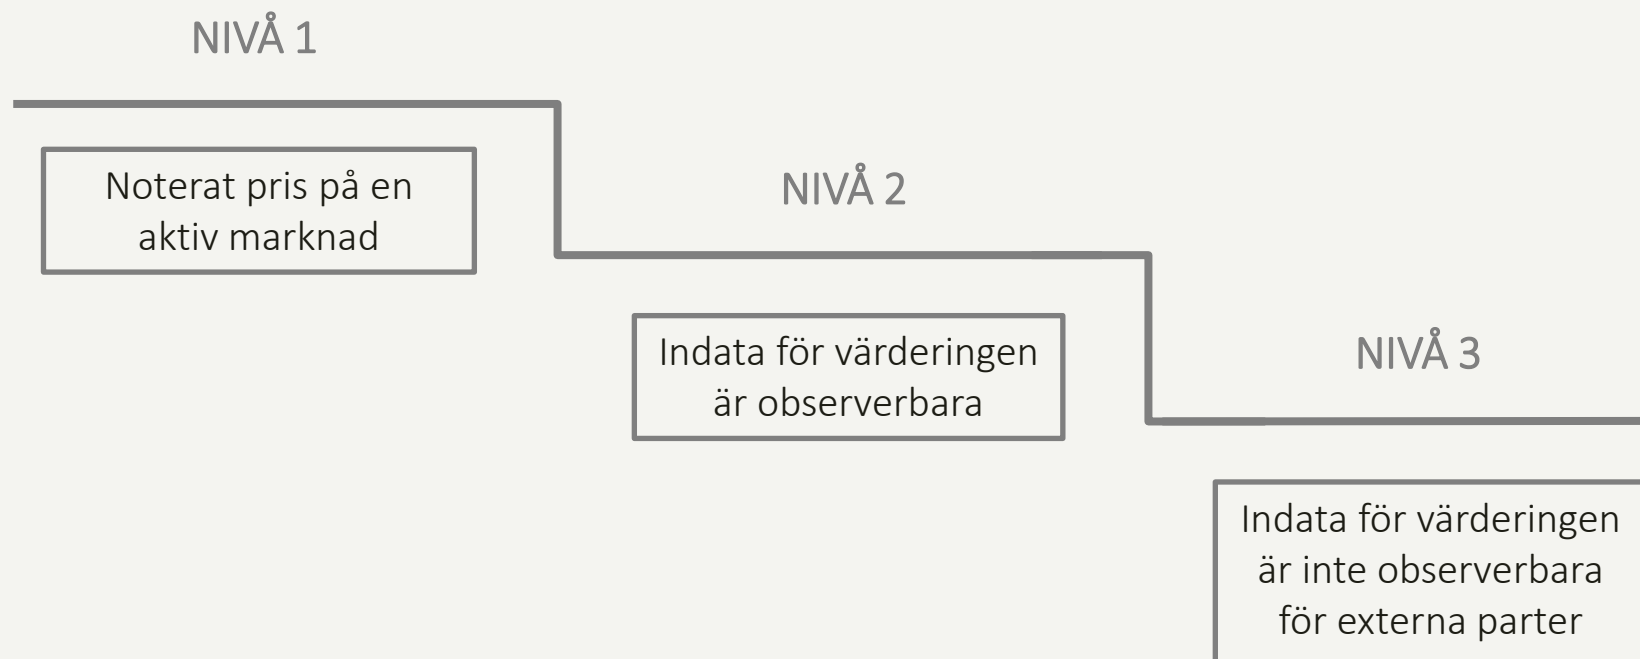 NIVÅ 1
Noterat pris på en
aktiv marknad
NIVÅ 2
Indata för värderingen
är observerbara
NIVÅ 3
Indata för värderingen
är inte observerbara
för externa parter